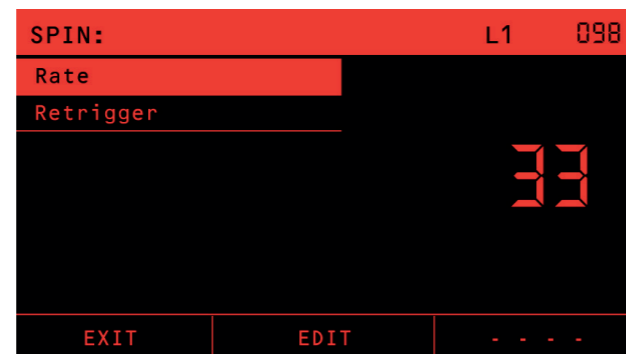 SPIN: L1 098
Rate
Retrigger
33
EXIT EDIT - - - -